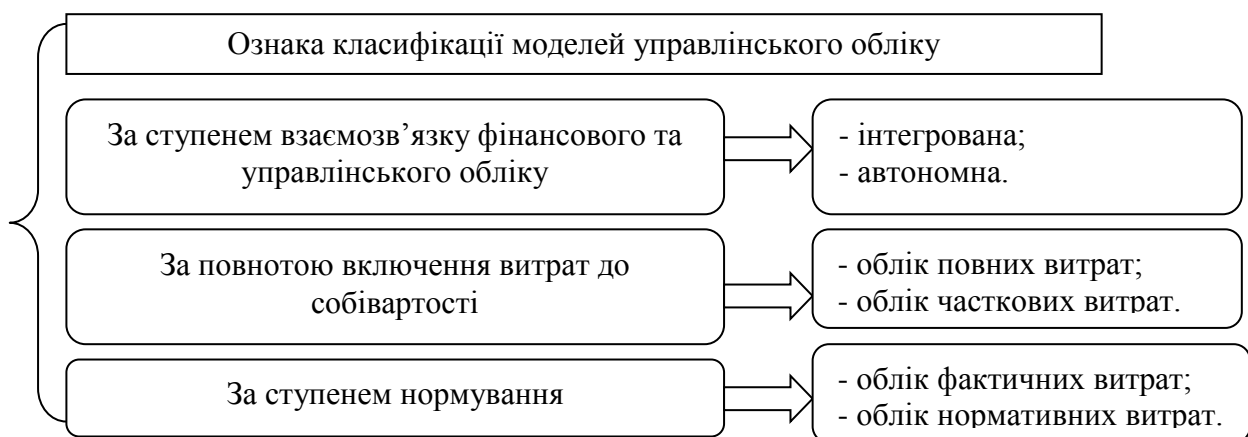 Ознака класифікації моделей управлінського обліку
За ступенем взаємозв’язку фінансового та
управлінського обліку
- інтегрована;
- автономна.
За повнотою включення витрат до
собівартості
- облік повних витрат;
- облік часткових витрат.
За ступенем нормування
- облік фактичних витрат;
- облік нормативних витрат.